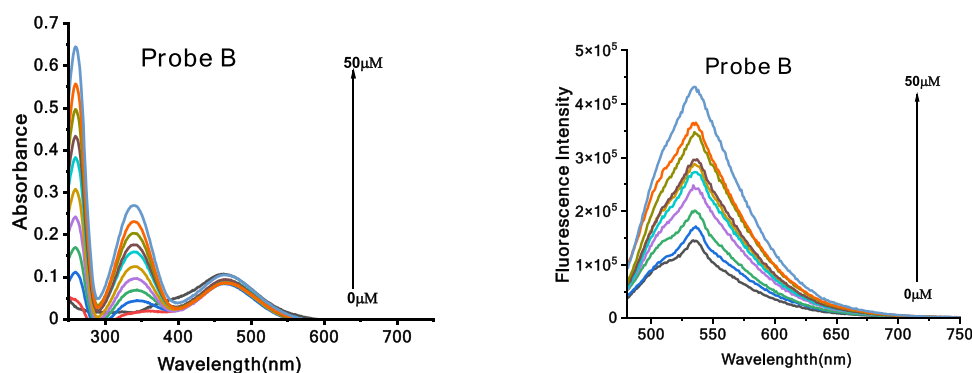 Probe B
50μM
0μM
0.7
0.6
0.5
0.4
0.3
0.2
0.1
0
300
400
500
600
700
Absorbance
Wavelength(nm)
Probe B
50μM
0μM
5×10⁵
4×10⁵
3×10⁵
2×10⁵
1×10⁵
0
500
550
600
650
700
750
Fluorescence Intensity
Wavelenghth(nm)